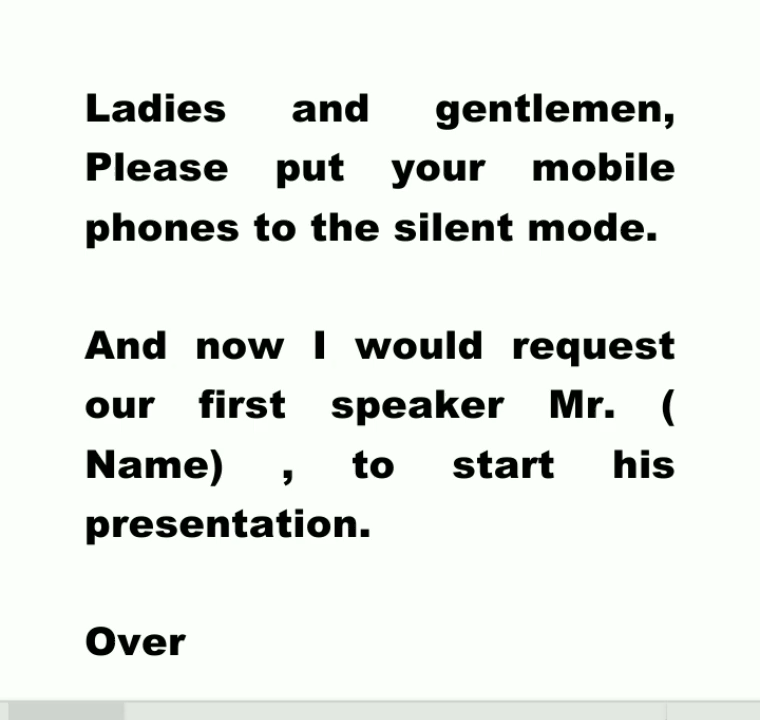 Ladies and gentlemen,
Please put your mobile
phones to the silent mode.
And now I would request
our first speaker Mr. (
Name) , to start his
presentation.
Over